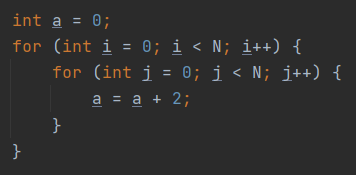 int a = 0;
for (int i = 0; i < N; i++) {
    for (int j = 0; j < N; j++) {
        a = a + 2;
    }
}